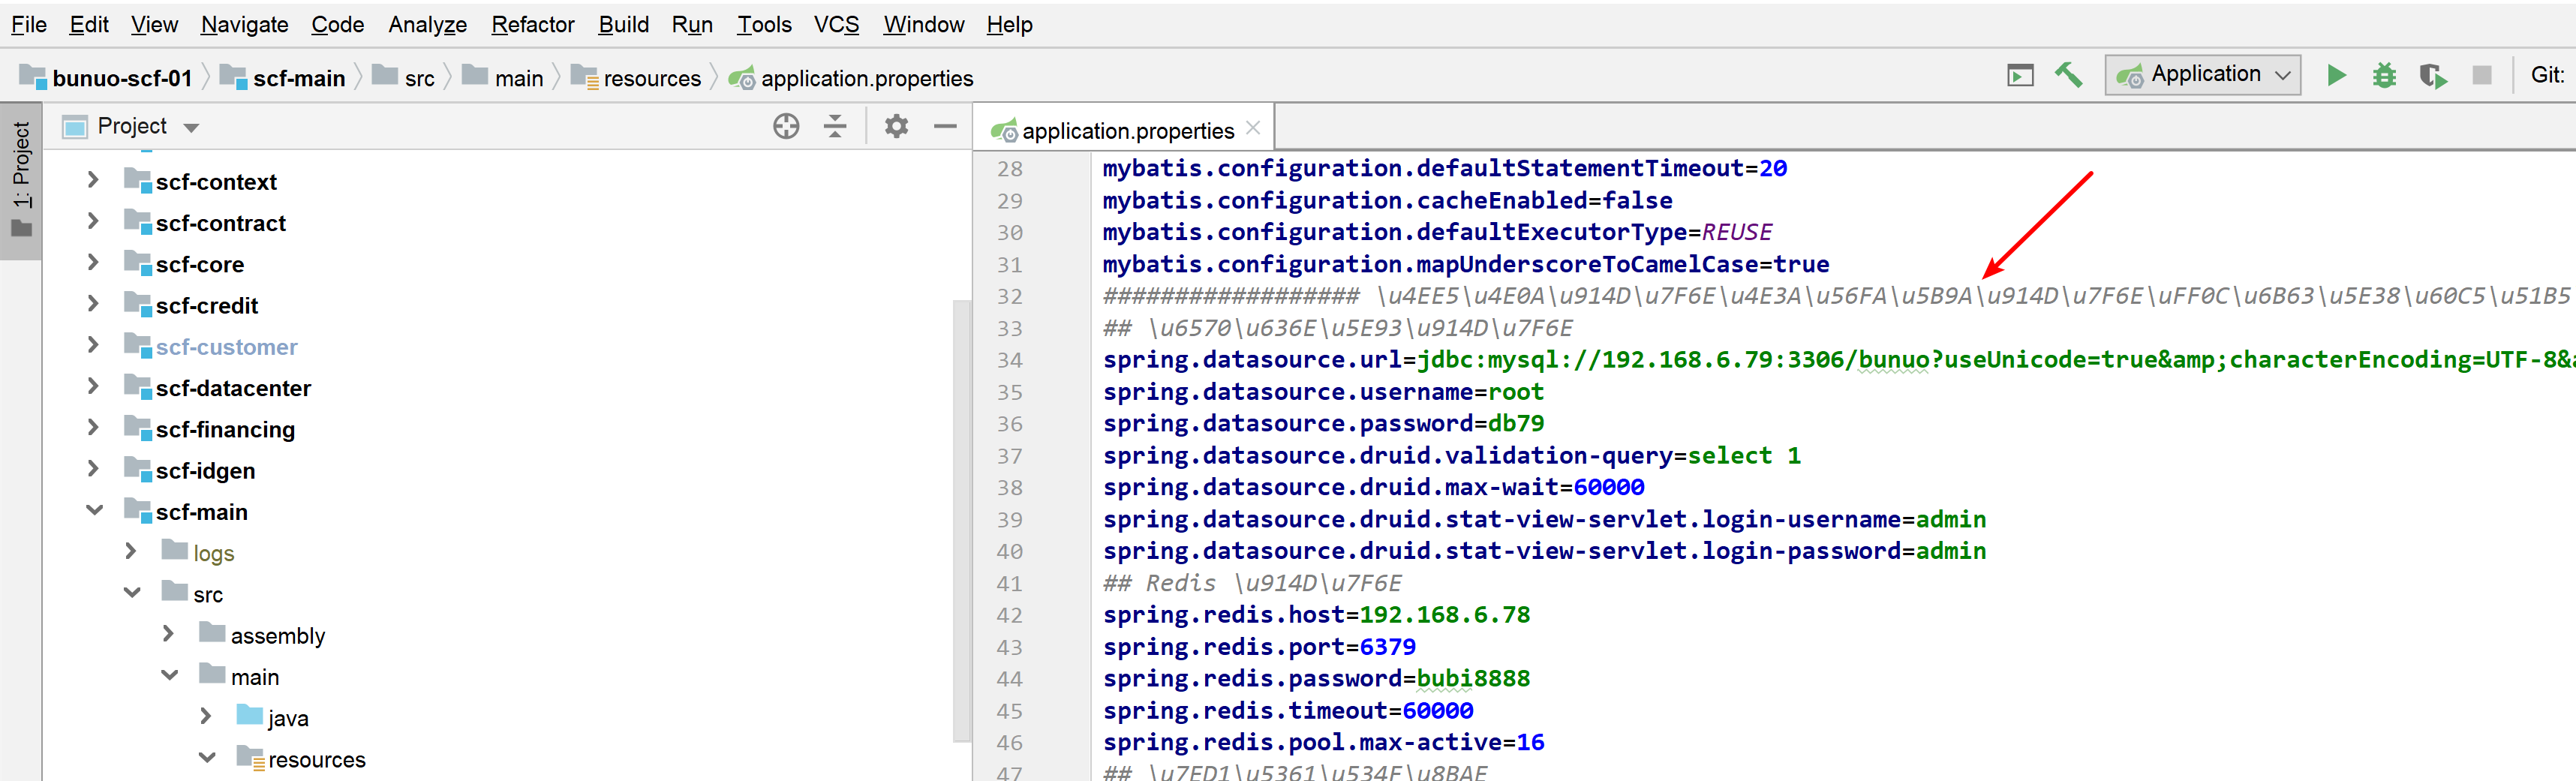 File Edit View Navigate Code Analyze Refactor Build Run Tools VCS Window Help
bunuo-scf-01 scf-main src main resources application.properties Application Git:
1: Project
Project
scf-context
scf-contract
scf-core
scf-credit
scf-customer
scf-datacenter
scf-financing
scf-idgen
scf-main
logs
src
assembly
main
java
resources
application.properties
28 mybatis.configuration.defaultStatementTimeout=20
29 mybatis.configuration.cacheEnabled=false
30 mybatis.configuration.defaultExecutorType=REUSE
31 mybatis.configuration.mapUnderscoreToCamelCase=true
32 ################## \u4EE5\u4E0A\u914D\u7F6E\u4E3A\u56FA\u5B9A\u914D\u7F6E\uFF0C\u6B63\u5E38\u60C5\u51B5
33 ## \u6570\u636E\u5E93\u914D\u7F6E
34 spring.datasource.url=jdbc:mysql://192.168.6.79:3306/bunuo?useUnicode=true&amp;characterEncoding=UTF-8&a
35 spring.datasource.username=root
36 spring.datasource.password=db79
37 spring.datasource.druid.validation-query=select 1
38 spring.datasource.druid.max-wait=60000
39 spring.datasource.druid.stat-view-servlet.login-username=admin
40 spring.datasource.druid.stat-view-servlet.login-password=admin
41 ## Redis \u914D\u7F6E
42 spring.redis.host=192.168.6.78
43 spring.redis.port=6379
44 spring.redis.password=bubi8888
45 spring.redis.timeout=60000
46 spring.redis.pool.max-active=16
47 ## \u7ED1\u5361\u534F\u8BAE